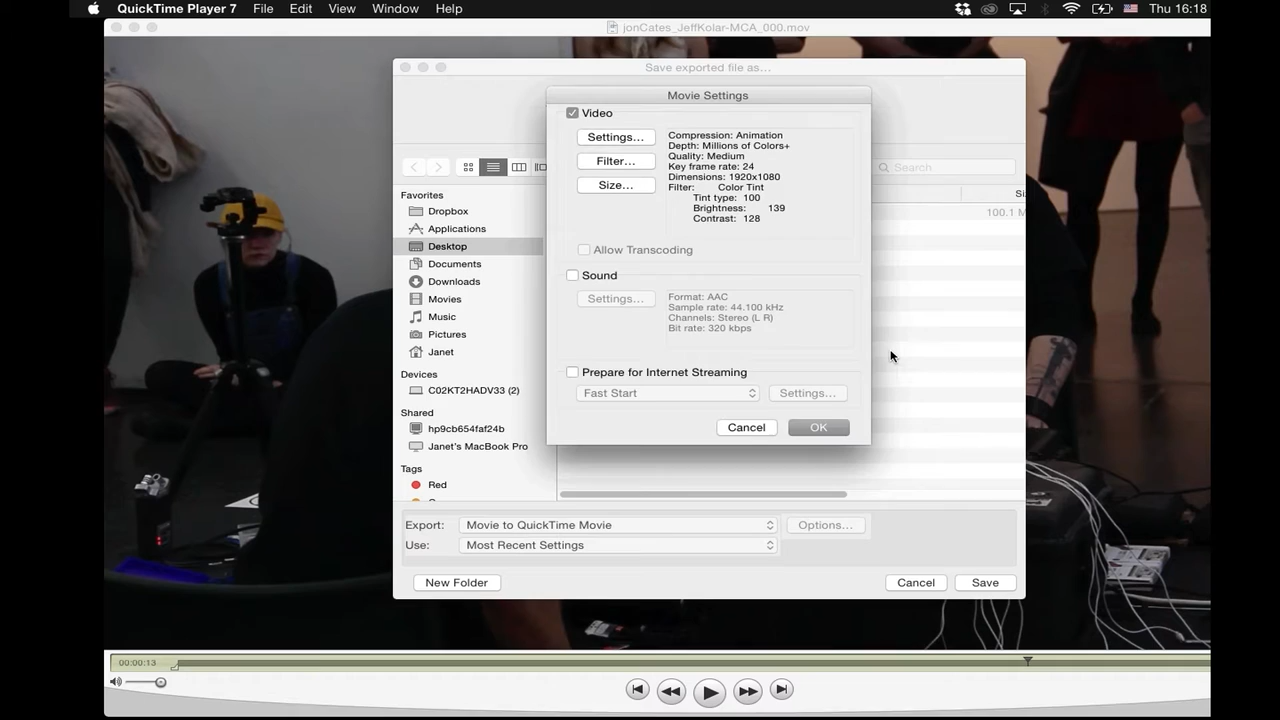 QuickTime Player 7 File Edit View Window Help Thu 16:18
jonCates_JeffKolar-MCA_000.mov
Save exported file as...
Movie Settings
Video
Settings...
Filter...
Size...
Compression: Animation
Depth: Millions of Colors+
Quality: Medium
Key frame rate: 24
Dimensions: 1920x1080
Filter: Color Tint
Tint type: 100
Brightness: 139
Contrast: 128
Allow Transcoding
Sound
Settings...
Format: AAC
Sample rate: 44.100 kHz
Channels: Stereo (L R)
Bit rate: 320 kbps
Prepare for Internet Streaming
Fast Start Settings...
Cancel OK
Search
100.1
Favorites
Dropbox
Applications
Desktop
Documents
Downloads
Movies
Music
Pictures
Janet
Devices
C02KT2HADV33 (2)
Shared
hp9cb654faf24b
Janet's MacBook Pro
Tags
Red
Export: Movie to QuickTime Movie Options...
Use: Most Recent Settings
New Folder Cancel Save
00:00:13